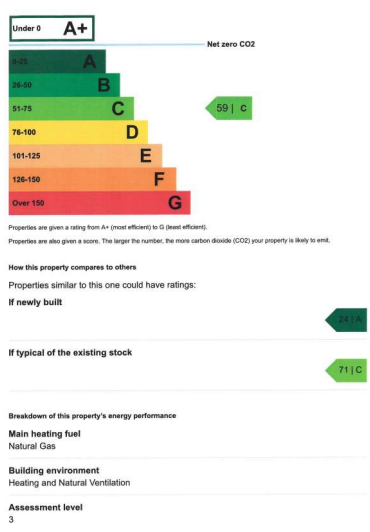 Under 0 A+
Net zero CO2
0-25 A
26-50 B
51-75 C
59 | C
76-100 D
101-125 E
126-150 F
Over 150 G
Properties are given a rating from A+ (most efficient) to G (least efficient).
Properties are also given a score. The larger the number, the more carbon dioxide (CO2) your property is likely to emit.
How this property compares to others
Properties similar to this one could have ratings:
If newly built
24 | A
If typical of the existing stock
71 | C
Breakdown of this property's energy performance
Main heating fuel
Natural Gas
Building environment
Heating and Natural Ventilation
Assessment level
3